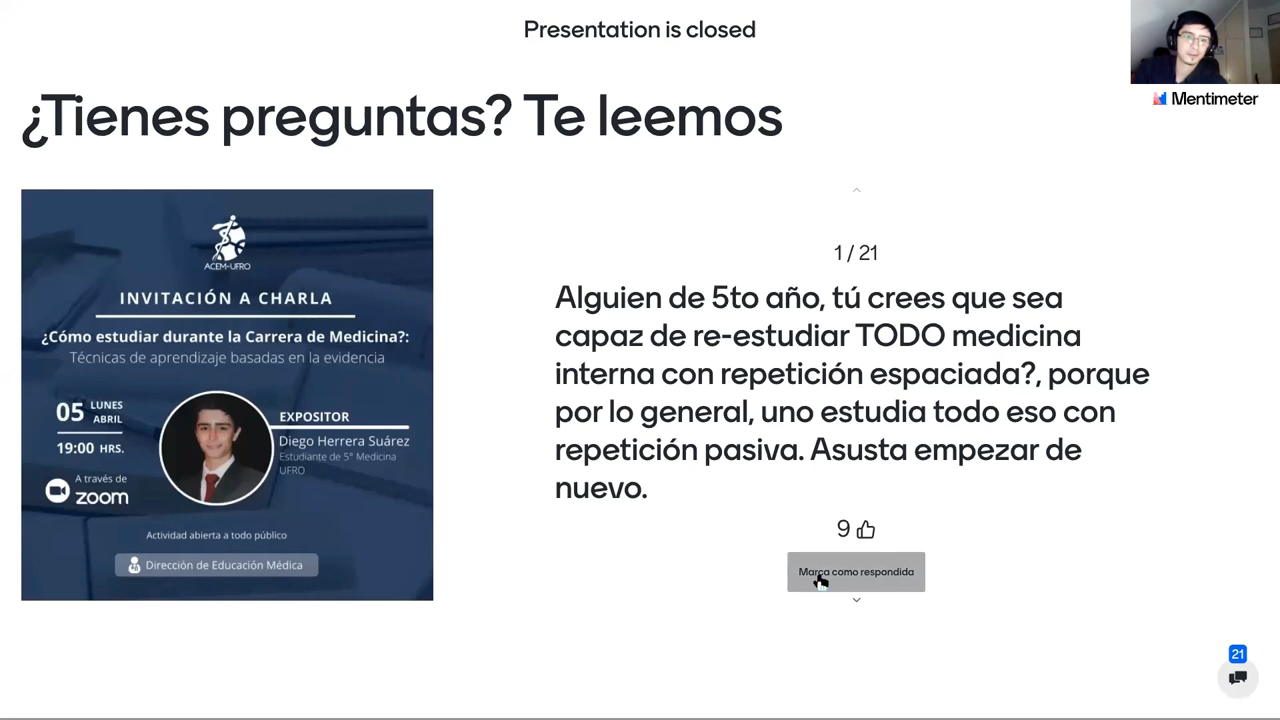 Presentation is closed
Mentimeter
¿Tienes preguntas? Te leemos
ACEM-UFRO
INVITACIÓN A CHARLA
¿Cómo estudiar durante la Carrera de Medicina?:
Técnicas de aprendizaje basadas en la evidencia
05 LUNES
ABRIL
19:00 HRS.
A través de
zoom
EXPOSITOR
Diego Herrera Suárez
Estudiante de 5° Medicina
UFRO
Actividad abierta a todo público
Dirección de Educación Médica
1 / 21
Alguien de 5to año, tú crees que sea
capaz de re-estudiar TODO medicina
interna con repetición espaciada?, porque
por lo general, uno estudia todo eso con
repetición pasiva. Asusta empezar de
nuevo.
9
Marca como respondida
21